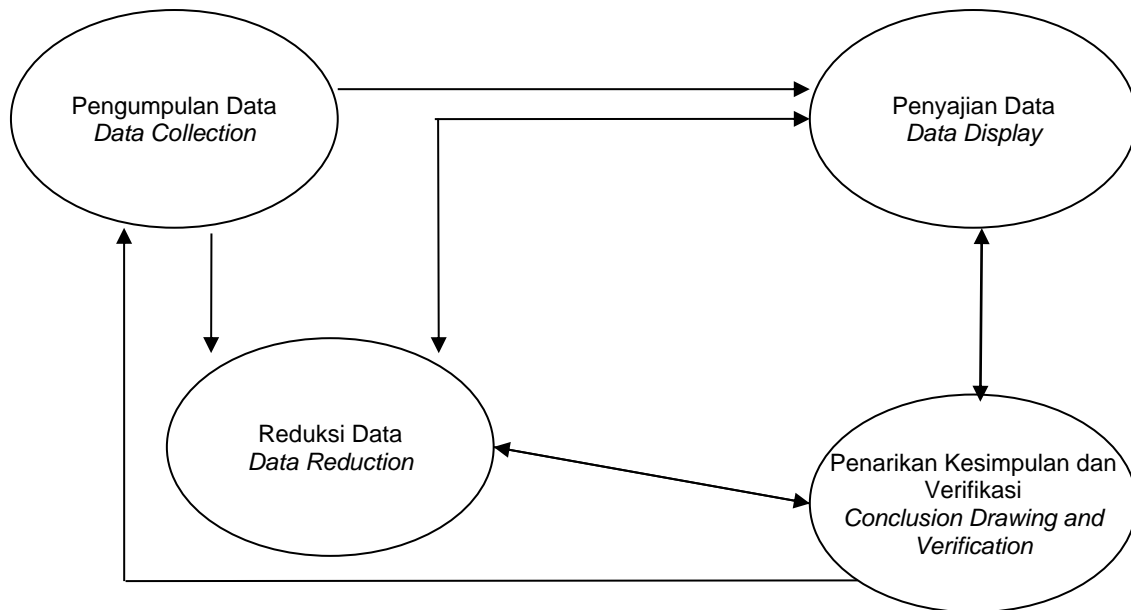 Pengumpulan Data
Data Collection
Penyajian Data
Data Display
Reduksi Data
Data Reduction
Penarikan Kesimpulan dan
Verifikasi
Conclusion Drawing and
Verification